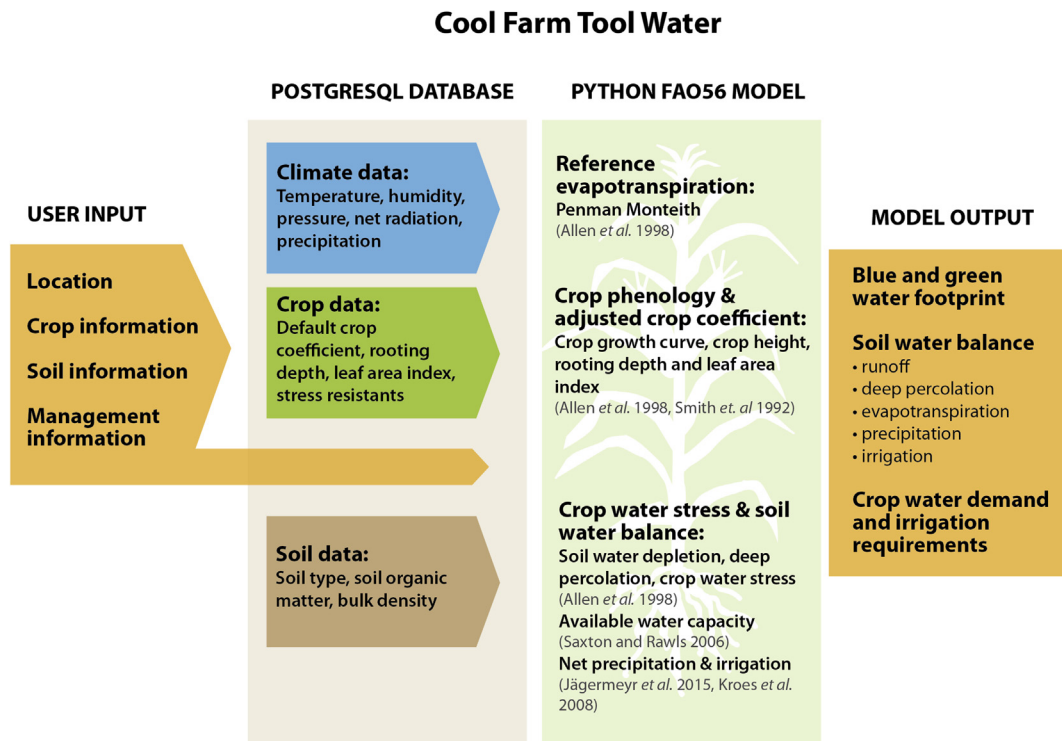 Cool Farm Tool Water
USER INPUT
Location
Crop information
Soil information
Management
information
POSTGRESQL DATABASE
Climate data:
Temperature, humidity,
pressure, net radiation,
precipitation
Crop data:
Default crop
coefficient, rooting
depth, leaf area index,
stress resistants
Soil data:
Soil type, soil organic
matter, bulk density
PYTHON FAO56 MODEL
Reference
evapotranspiration:
Penman Monteith
(Allen et al. 1998)
Crop phenology &
adjusted crop coefficient:
Crop growth curve, crop height,
rooting depth and leaf area
index
(Allen et al. 1998, Smith et. al 1992)
Crop water stress & soil
water balance:
Soil water depletion, deep
percolation, crop water stress
(Allen et al. 1998)
Available water capacity
(Saxton and Rawls 2006)
Net precipitation & irrigation
(Jägermeyr et al. 2015, Kroes et al.
2008)
MODEL OUTPUT
Blue and green
water footprint
Soil water balance
• runoff
• deep percolation
• evapotranspiration
• precipitation
• irrigation
Crop water demand
and irrigation
requirements